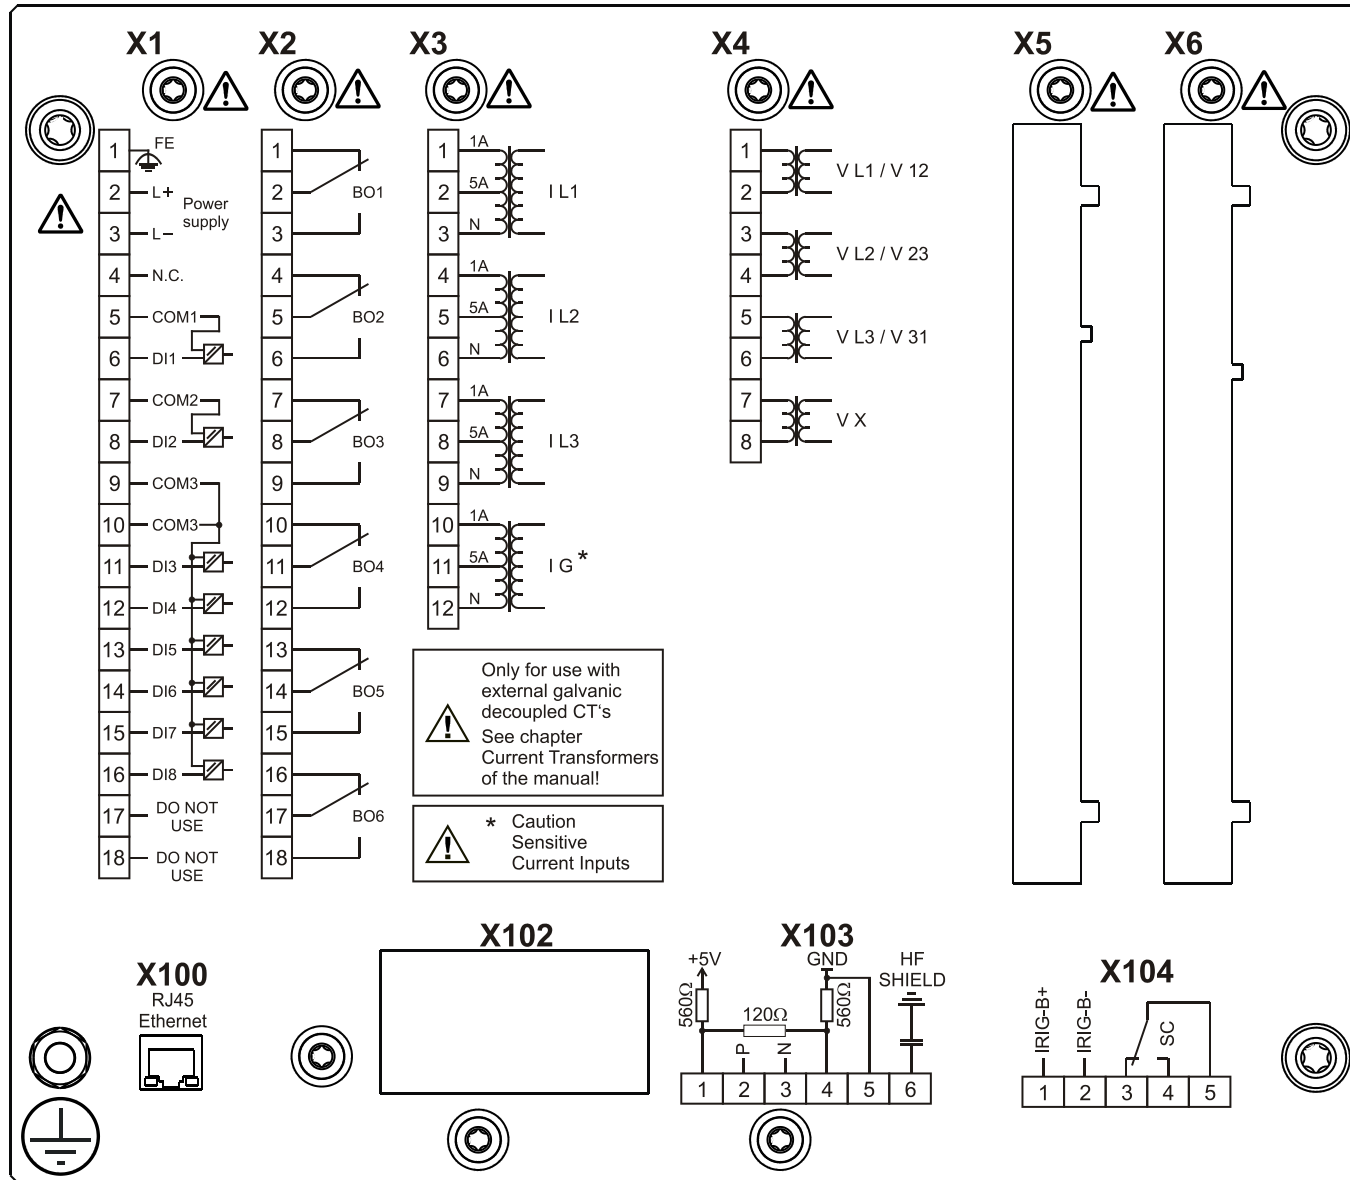 X1 X2 X3 X4 X5 X6
1 FE
2 L+
Power
supply
3 L−
4 N.C.
5 COM1
6 DI1
7 COM2
8 DI2
9 COM3
10 COM3
11 DI3
12 DI4
13 DI5
14 DI6
15 DI7
16 DI8
17 DO NOT
USE
18 DO NOT
USE
1
2 BO1
3
4
5 BO2
6
7
8 BO3
9
10
11 BO4
12
13
14 BO5
15
16
17 BO6
18
1 1A
2 5A I L1
3 N
4 1A
5 5A I L2
6 N
7 1A
8 5A I L3
9 N
10 1A
11 5A I G *
12 N
Only for use with
external galvanic
decoupled CT‘s
See chapter
Current Transformers
of the manual!
* Caution
Sensitive
Current Inputs
1
V L1 / V 12
2
3
V L2 / V 23
4
5
V L3 / V 31
6
7
V X
8
X100
RJ45
Ethernet
X102
X103
+5V GND HF
SHIELD
560Ω 120Ω 560Ω
P N
1 2 3 4 5 6
X104
IRIG-B+ IRIG-B- SC
1 2 3 4 5